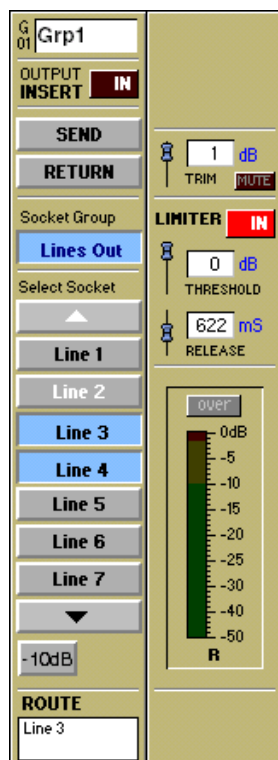 G
01
Grp1
OUTPUT
INSERT
IN
SEND
RETURN
Socket Group
Lines Out
Select Socket
Line 1
Line 2
Line 3
Line 4
Line 5
Line 6
Line 7
-10dB
ROUTE
Line 3
1 dB
TRIM MUTE
LIMITER IN
0 dB
THRESHOLD
622 mS
RELEASE
over
0dB
-5
-10
-15
-20
-25
-30
-40
-50
R